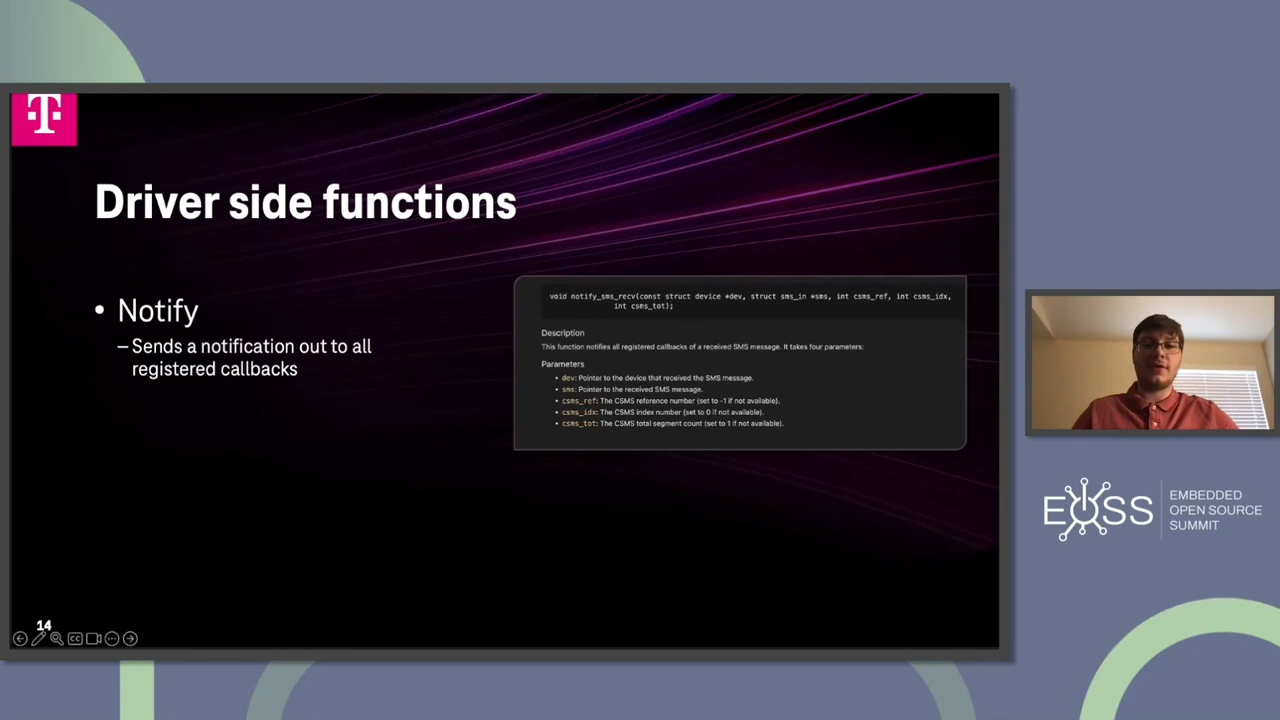 T
Driver side functions
• Notify
– Sends a notification out to all
registered callbacks
void notify_sms_recv(const struct device *dev, struct sms_in *sms, int csms_ref, int csms_idx,
int csms_tot);
Description
This function notifies all registered callbacks of a received SMS message. It takes four parameters:
Parameters
• dev: Pointer to the device that received the SMS message.
• sms: Pointer to the received SMS message.
• csms_ref: The CSMS reference number (set to -1 if not available).
• csms_idx: The CSMS index number (set to 0 if not available).
• csms_tot: The CSMS total segment count (set to 1 if not available).
14
CC
EOSS
EMBEDDED
OPEN SOURCE
SUMMIT